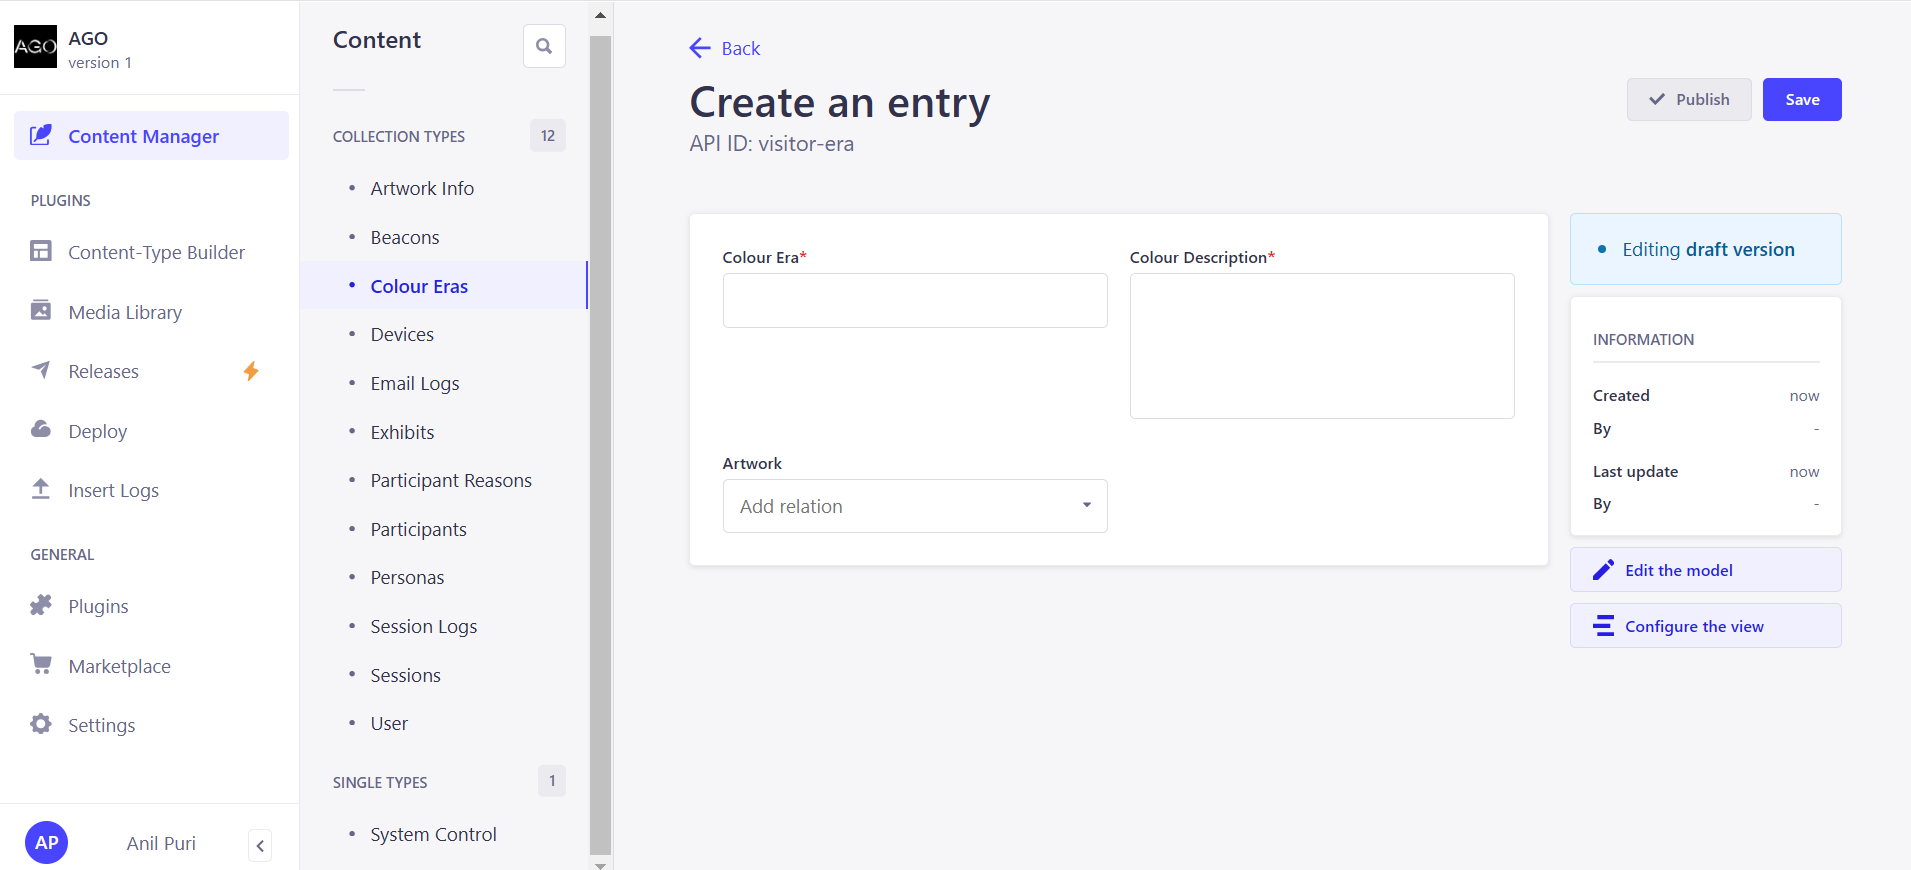 AGO
AGO
version 1
Content Manager
PLUGINS
Content-Type Builder
Media Library
Releases
Deploy
Insert Logs
GENERAL
Plugins
Marketplace
Settings
AP
Anil Puri
Content
COLLECTION TYPES 12
Artwork Info
Beacons
Colour Eras
Devices
Email Logs
Exhibits
Participant Reasons
Participants
Personas
Session Logs
Sessions
User
SINGLE TYPES 1
System Control
Back
Create an entry
API ID: visitor-era
Publish
Save
Colour Era*
Colour Description*
Artwork
Add relation
Editing draft version
INFORMATION
Created now
By -
Last update now
By -
Edit the model
Configure the view